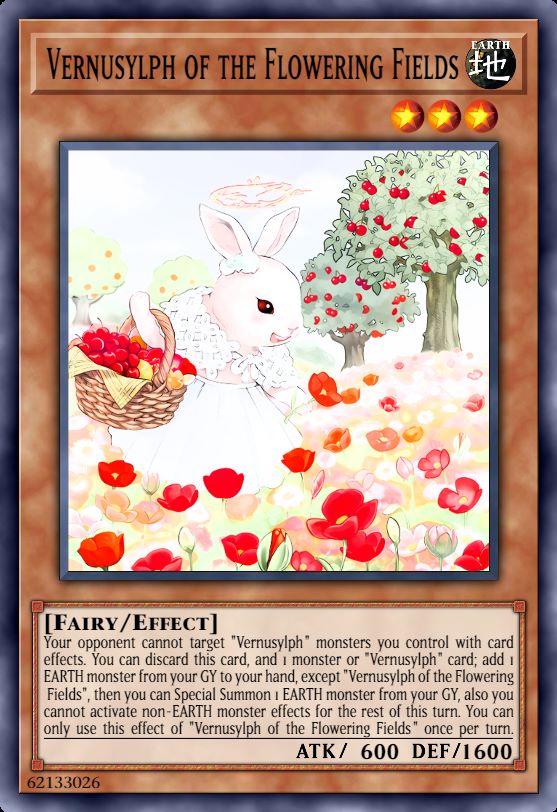 VERNUSYLPH OF THE FLOWERING FIELDS
EARTH
地
[FAIRY/EFFECT]
Your opponent cannot target "Vernusylph" monsters you control with card
effects. You can discard this card, and 1 monster or "Vernusylph" card; add 1
EARTH monster from your GY to your hand, except "Vernusylph of the Flowering
Fields", then you can Special Summon 1 EARTH monster from your GY, also you
cannot activate non-EARTH monster effects for the rest of this turn. You can
only use this effect of "Vernusylph of the Flowering Fields" once per turn.
ATK/ 600 DEF/1600
62133026